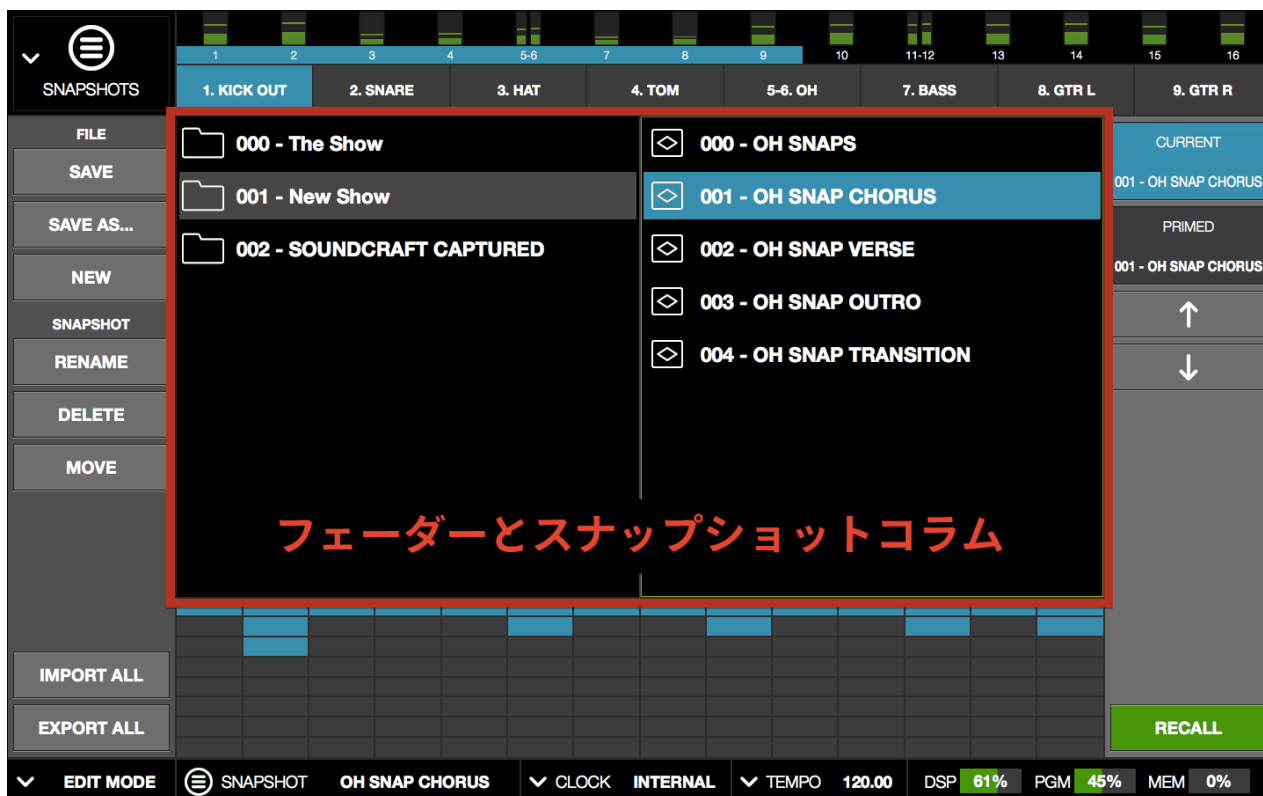 SNAPSHOTS
1 2 3 4 5-6 7 8 9 10 11-12 13 14 15 16
1. KICK OUT 2. SNARE 3. HAT 4. TOM 5-6. OH 7. BASS 8. GTR L 9. GTR R
FILE
SAVE
SAVE AS...
NEW
SNAPSHOT
RENAME
DELETE
MOVE
IMPORT ALL
EXPORT ALL
000 - The Show
001 - New Show
002 - SOUNDCRAFT CAPTURED
000 - OH SNAPS
001 - OH SNAP CHORUS
002 - OH SNAP VERSE
003 - OH SNAP OUTRO
004 - OH SNAP TRANSITION
フェーダーとスナップショットコラム
CURRENT
001 - OH SNAP CHORUS
PRIMED
001 - OH SNAP CHORUS
RECALL
EDIT MODE SNAPSHOT OH SNAP CHORUS CLOCK INTERNAL TEMPO 120.00 DSP 61% PGM 45% MEM 0%